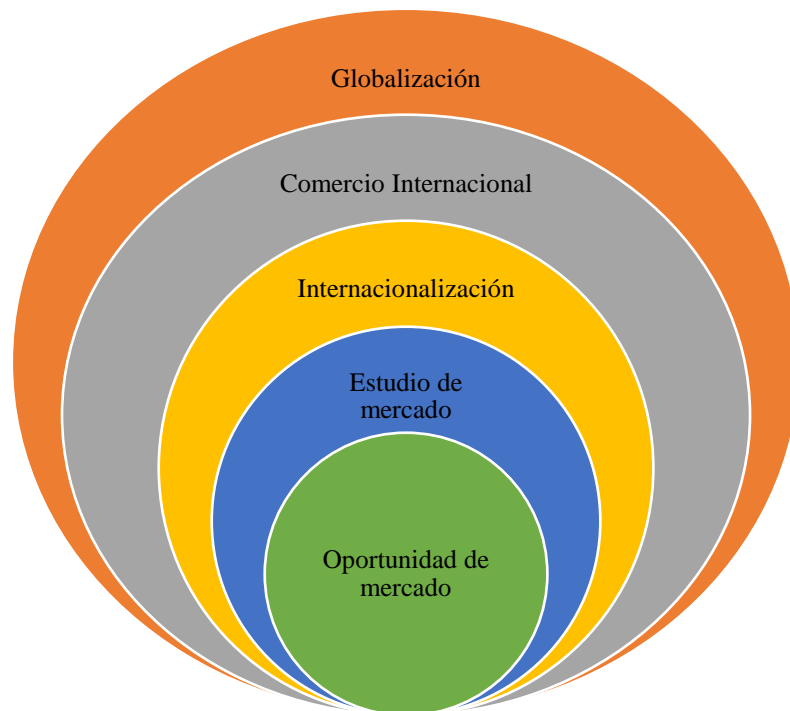 Globalización
Comercio Internacional
Internacionalización
Estudio de
mercado
Oportunidad de
mercado